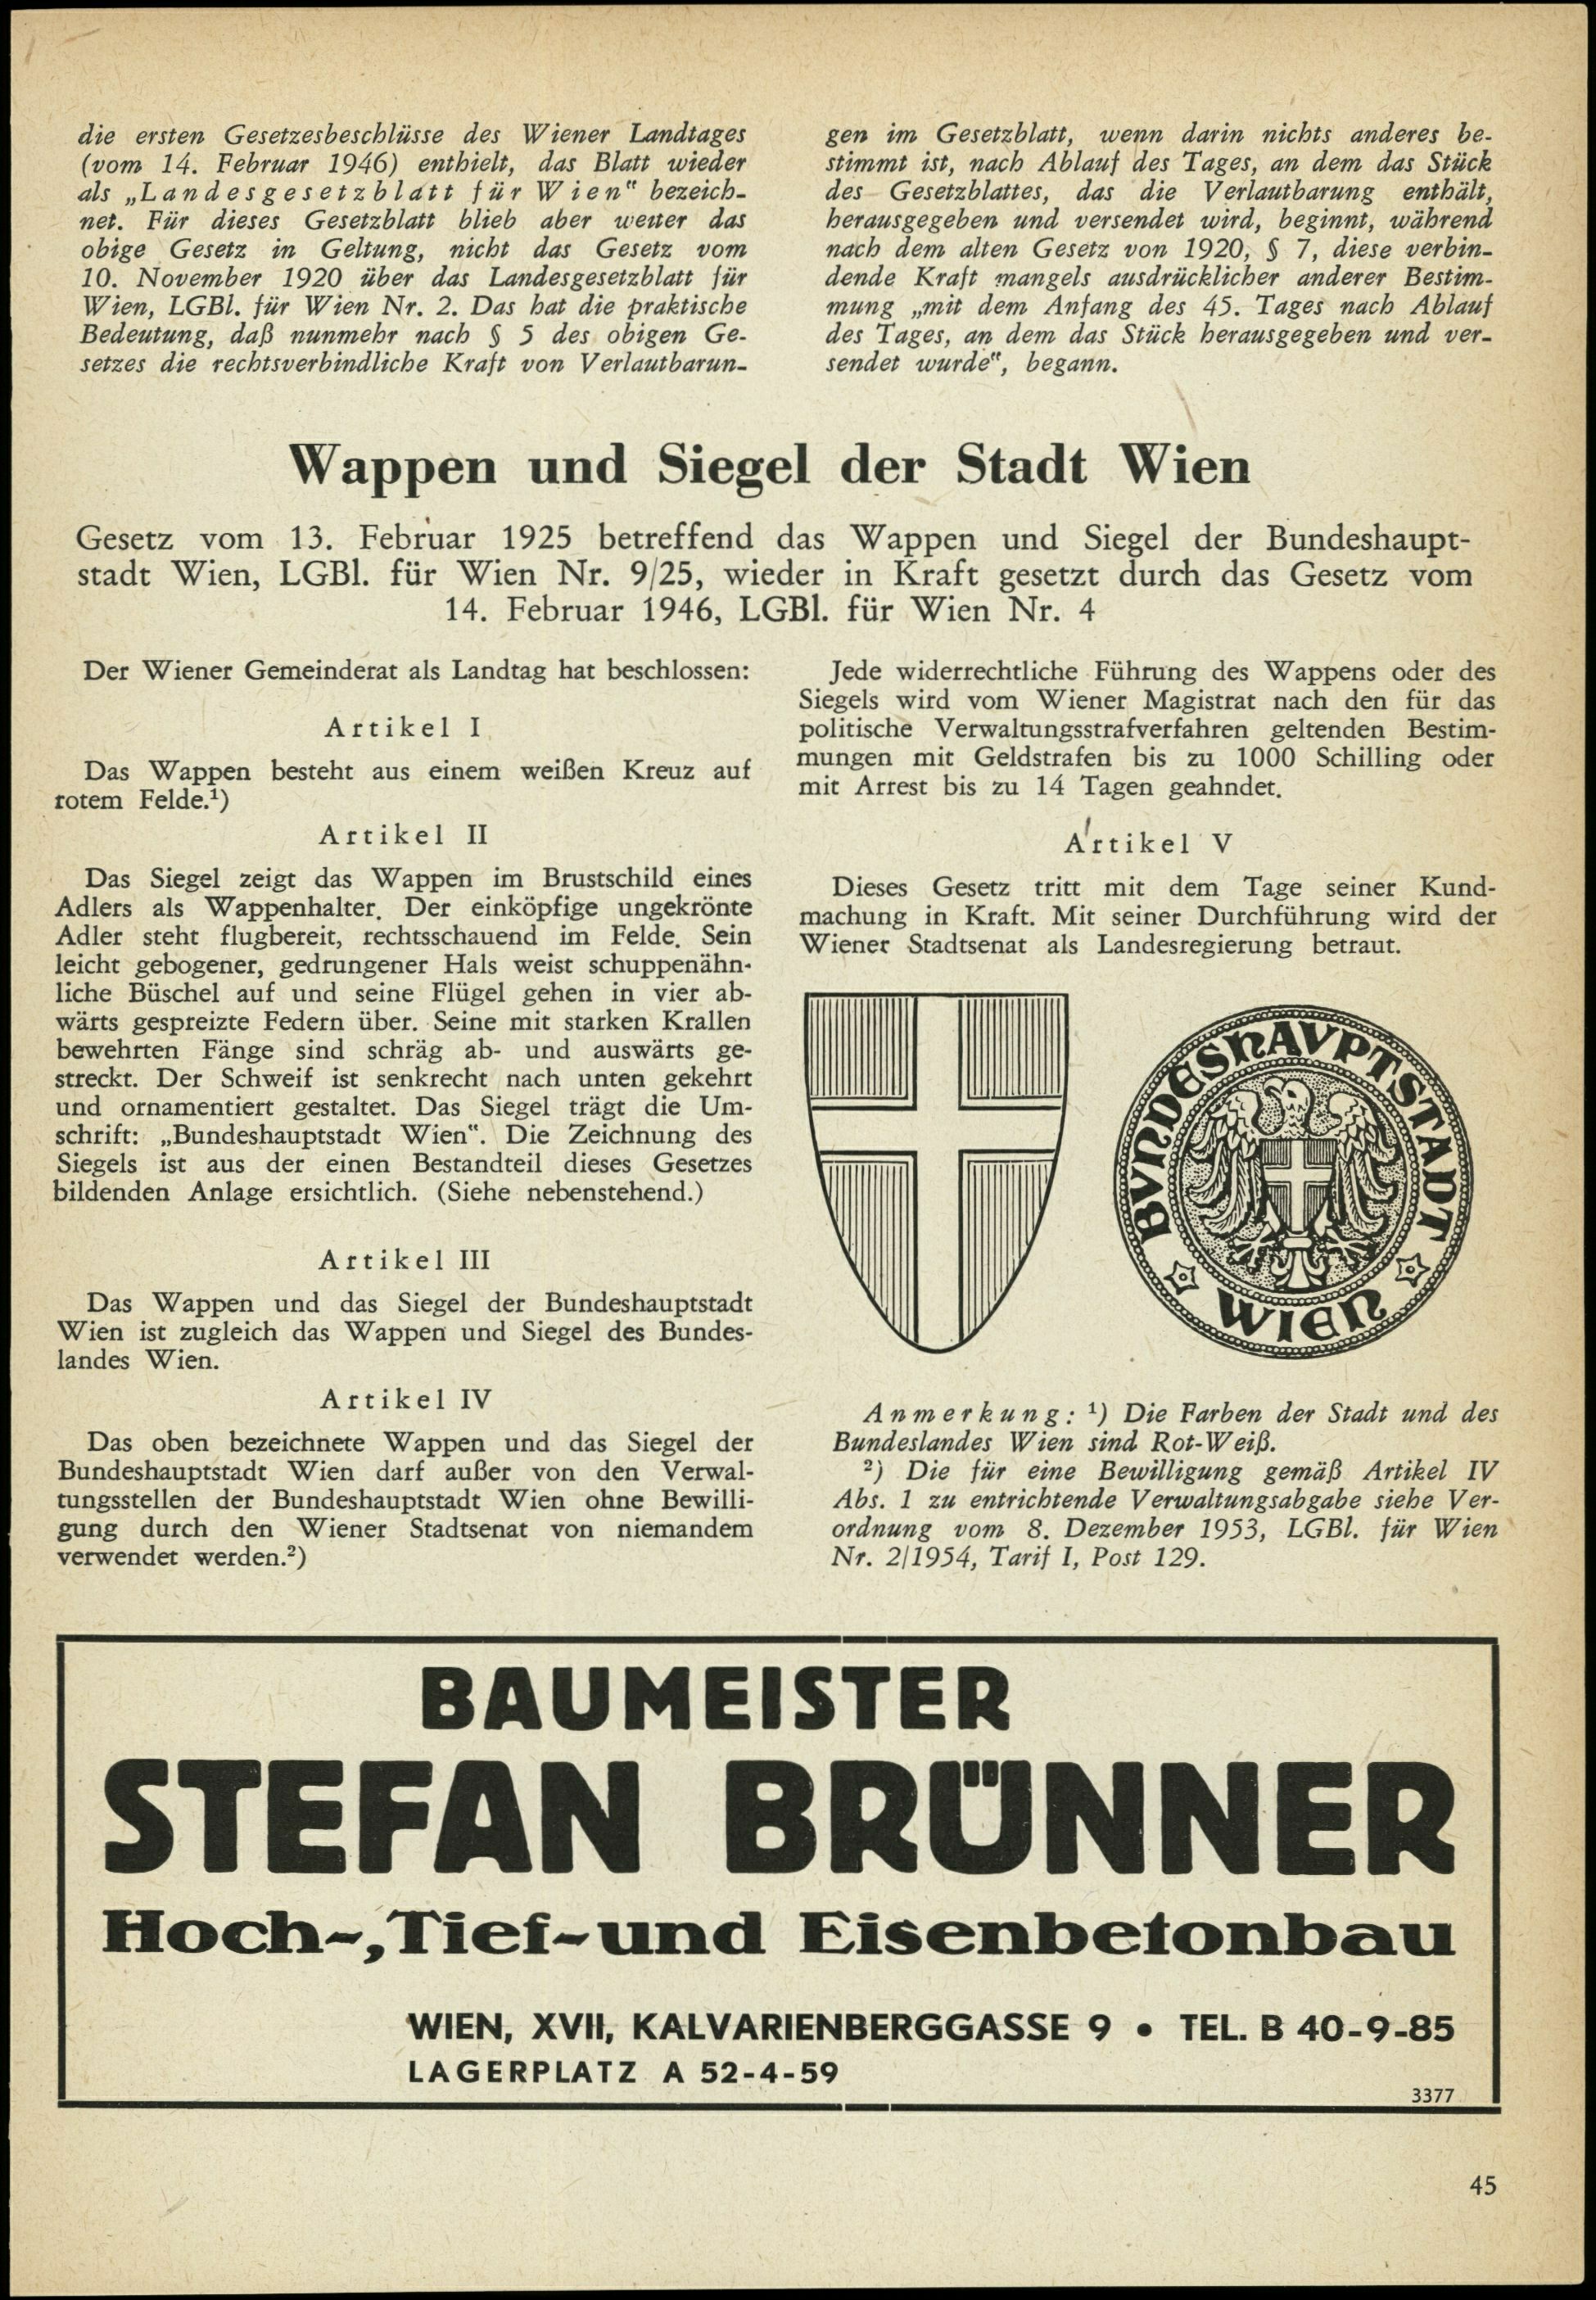 die ersten Gesetzesbeschlüsse des Wiener Landtages
(vom 14. Februar 1946) enthielt, das Blatt wieder
als „Landesgesetzblatt für Wien" bezeich-
net. Für dieses Gesetzblatt blieb aber weiter das
obige Gesetz in Geltung, nicht das Gesetz vom
10. November 1920 über das Landesgesetzblatt für
Wien, LGBl. für Wien Nr. 2. Das hat die praktische
Bedeutung, daß nunmehr nach § 5 des obigen Ge-
setzes die rechtsverbindliche Kraft von Verlautbarun-
gen im Gesetzblatt, wenn darin nichts anderes be-
stimmt ist, nach Ablauf des Tages, an dem das Stück
des Gesetzblattes, das die Verlautbarung enthält,
herausgegeben und versendet wird, beginnt, während
nach dem alten Gesetz von 1920, § 7, diese verbin-
dende Kraft mangels ausdrücklicher anderer Bestim-
mung „mit dem Anfang des 45. Tages nach Ablauf
des Tages, an dem das Stück herausgegeben und ver-
sendet wurde", begann.
Wappen und Siegel der Stadt Wien
Gesetz vom 13. Februar 1925 betreffend das Wappen und Siegel der Bundeshaupt-
stadt Wien, LGBl. für Wien Nr. 9/25, wieder in Kraft gesetzt durch das Gesetz vom
14. Februar 1946, LGBl. für Wien Nr. 4
Der Wiener Gemeinderat als Landtag hat beschlossen:
Artikel I
Das Wappen besteht aus einem weißen Kreuz auf
rotem Felde.¹)
Artikel II
Das Siegel zeigt das Wappen im Brustschild eines
Adlers als Wappenhalter. Der einköpfige ungekrönte
Adler steht flugbereit, rechtsschauend im Felde. Sein
leicht gebogener, gedrungener Hals weist schuppenähn-
liche Büschel auf und seine Flügel gehen in vier ab-
wärts gespreizte Federn über. Seine mit starken Krallen
bewehrten Fänge sind schräg ab- und auswärts ge-
streckt. Der Schweif ist senkrecht nach unten gekehrt
und ornamentiert gestaltet. Das Siegel trägt die Um-
schrift: „Bundeshauptstadt Wien". Die Zeichnung des
Siegels ist aus der einen Bestandteil dieses Gesetzes
bildenden Anlage ersichtlich. (Siehe nebenstehend.)
Artikel III
Das Wappen und das Siegel der Bundeshauptstadt
Wien ist zugleich das Wappen und Siegel des Bundes-
landes Wien.
Artikel IV
Das oben bezeichnete Wappen und das Siegel der
Bundeshauptstadt Wien darf außer von den Verwal-
tungsstellen der Bundeshauptstadt Wien ohne Bewilli-
gung durch den Wiener Stadtsenat von niemandem
verwendet werden.²)
Jede widerrechtliche Führung des Wappens oder des
Siegels wird vom Wiener Magistrat nach den für das
politische Verwaltungsstrafverfahren geltenden Bestim-
mungen mit Geldstrafen bis zu 1000 Schilling oder
mit Arrest bis zu 14 Tagen geahndet.
Artikel V
Dieses Gesetz tritt mit dem Tage seiner Kund-
machung in Kraft. Mit seiner Durchführung wird der
Wiener Stadtsenat als Landesregierung betraut.
BVNDESHAVPTSTADT
WIEN
Anmerkung: ¹) Die Farben der Stadt und des
Bundeslandes Wien sind Rot-Weiß.
²) Die für eine Bewilligung gemäß Artikel IV
Abs. 1 zu entrichtende Verwaltungsabgabe siehe Ver-
ordnung vom 8. Dezember 1953, LGBl. für Wien
Nr. 2/1954, Tarif I, Post 129.
BAUMEISTER
STEFAN BRÜNNER
Hoch-, Tief- und Eisenbetonbau
WIEN, XVII, KALVARIENBERGGASSE 9 • TEL. B 40-9-85
LAGERPLATZ A 52-4-59
3377
45